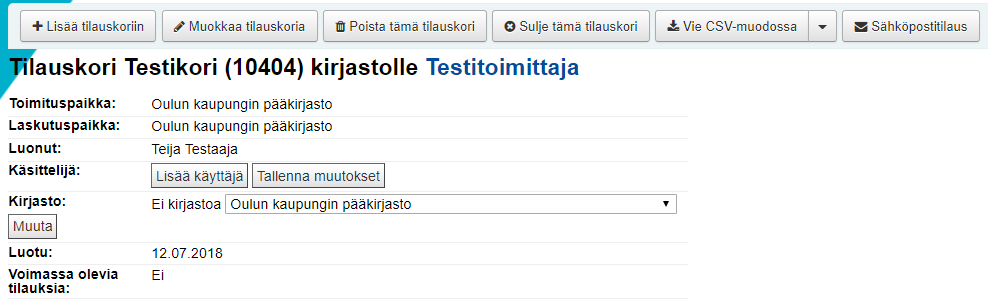 Lisää tilauskoriin Muokkaa tilauskoria Poista tämä tilauskori Sulje tämä tilauskori Vie CSV-muodossa Sähköpostitilaus
Tilauskori Testikori (10404) kirjastolle Testitoimittaja
Toimituspaikka: Oulun kaupungin pääkirjasto
Laskutuspaikka: Oulun kaupungin pääkirjasto
Luonut: Teija Testaaja
Käsittelijä: Lisää käyttäjä Tallenna muutokset
Kirjasto: Ei kirjastoa Oulun kaupungin pääkirjasto
Muuta
Luotu: 12.07.2018
Voimassa olevia Ei
tilauksia: